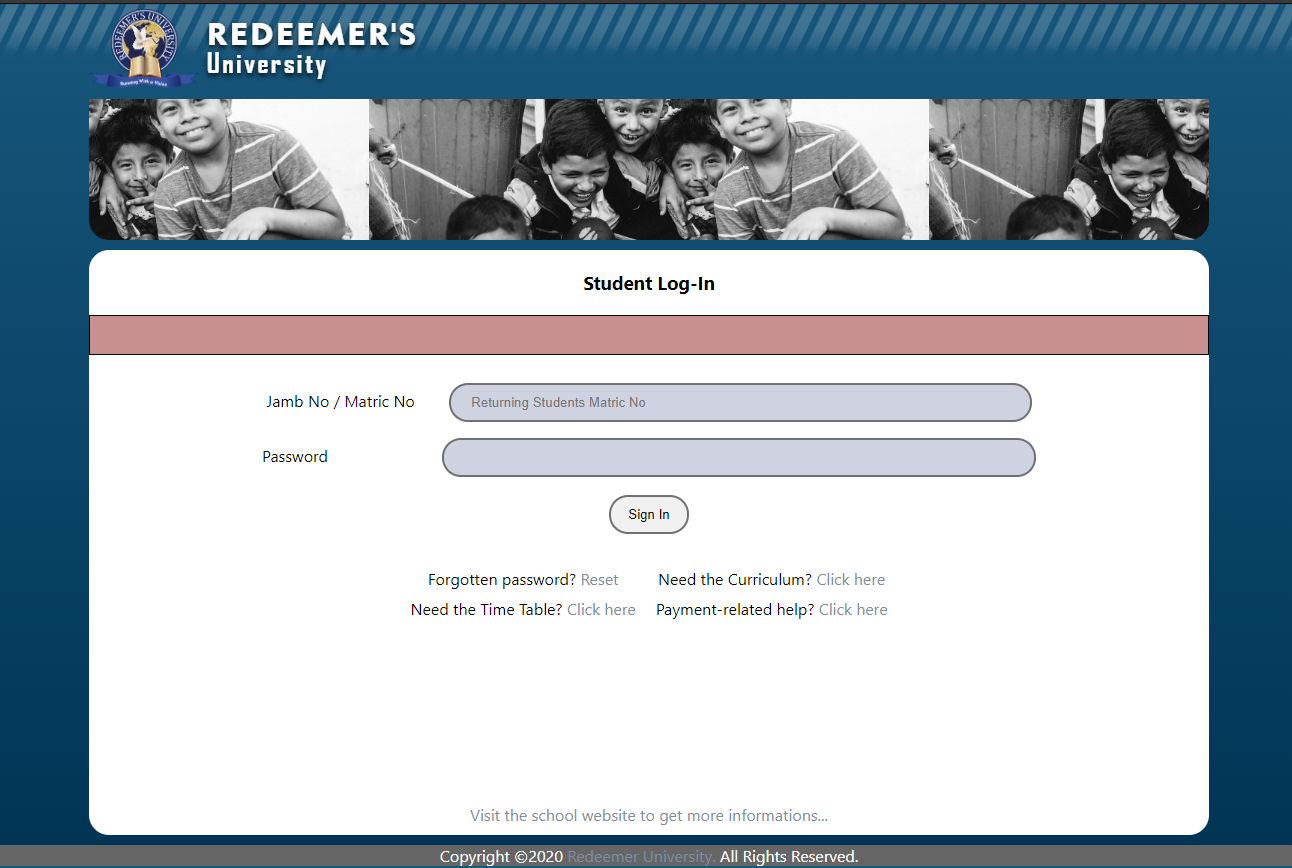 REDEEMER'S UNIVERSITY
Running With a Vision
REDEEMER'S
University
Student Log-In
Jamb No / Matric No
Returning Students Matric No
Password
Sign In
Forgotten password? Reset
Need the Curriculum? Click here
Need the Time Table? Click here
Payment-related help? Click here
Visit the school website to get more informations...
Copyright ©2020 Redeemer University. All Rights Reserved.